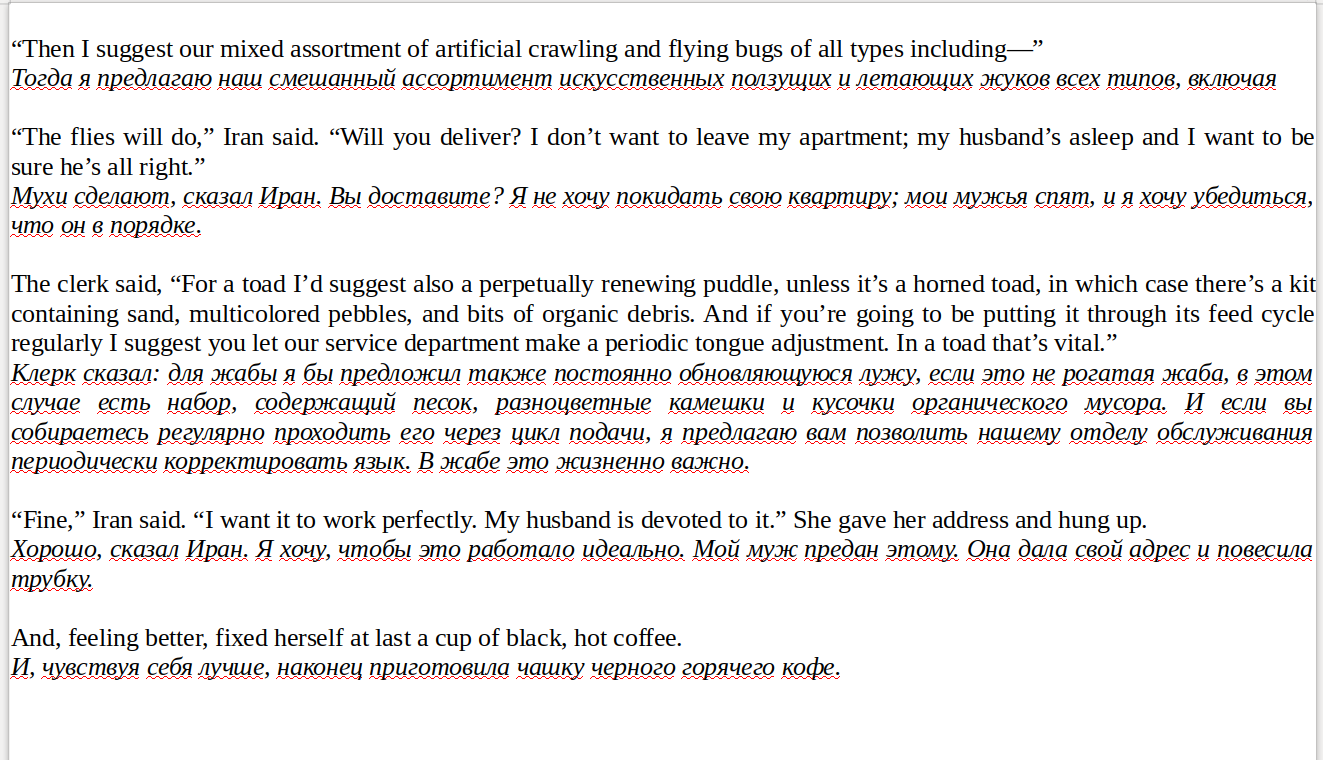 “Then I suggest our mixed assortment of artificial crawling and flying bugs of all types including—”
Тогда я предлагаю наш смешанный ассортимент искусственных ползущих и летающих жуков всех типов, включая
“The flies will do,” Iran said. “Will you deliver? I don’t want to leave my apartment; my husband’s asleep and I want to be
sure he’s all right.”
Мухи сделают, сказал Иран. Вы доставите? Я не хочу покидать свою квартиру; мои мужья спят, и я хочу убедиться,
что он в порядке.
The clerk said, “For a toad I’d suggest also a perpetually renewing puddle, unless it’s a horned toad, in which case there’s a kit
containing sand, multicolored pebbles, and bits of organic debris. And if you’re going to be putting it through its feed cycle
regularly I suggest you let our service department make a periodic tongue adjustment. In a toad that’s vital.”
Клерк сказал: для жабы я бы предложил также постоянно обновляющуюся лужу, если это не рогатая жаба, в этом
случае есть набор, содержащий песок, разноцветные камешки и кусочки органического мусора. И если вы
собираетесь регулярно проходить его через цикл подачи, я предлагаю вам позволить нашему отделу обслуживания
периодически корректировать язык. В жабе это жизненно важно.
“Fine,” Iran said. “I want it to work perfectly. My husband is devoted to it.” She gave her address and hung up.
Хорошо, сказал Иран. Я хочу, чтобы это работало идеально. Мой муж предан этому. Она дала свой адрес и повесила
трубку.
And, feeling better, fixed herself at last a cup of black, hot coffee.
И, чувствуя себя лучше, наконец приготовила чашку черного горячего кофе.